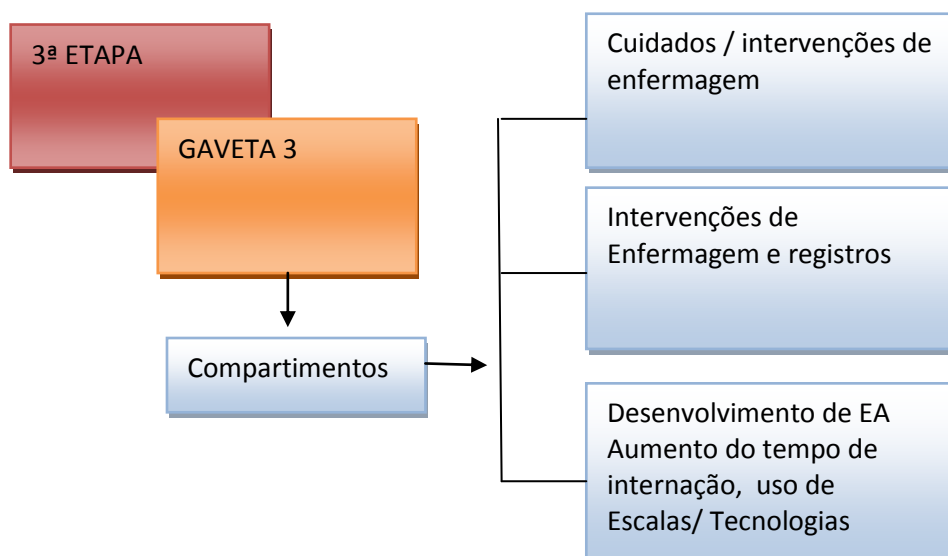 3ª ETAPA
GAVETA 3
Compartimentos
Cuidados / intervenções de
enfermagem
Intervenções de
Enfermagem e registros
Desenvolvimento de EA
Aumento do tempo de
internação,  uso de
Escalas/ Tecnologias